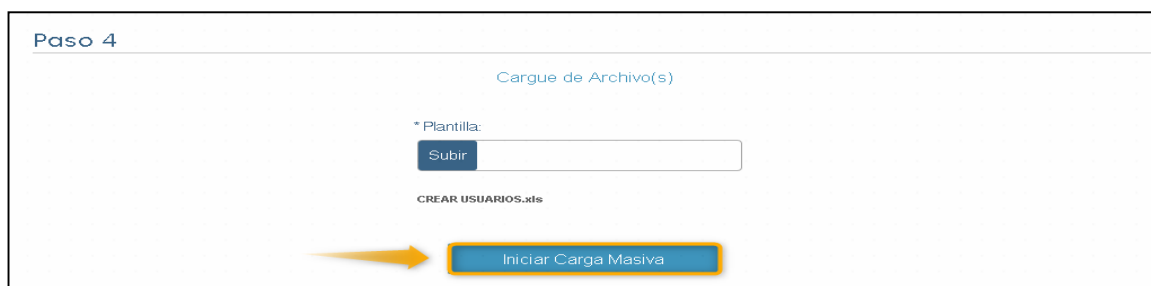 Paso 4
Cargue de Archivo(s)
* Plantilla:
Subir
CREAR USUARIOS.xls
Iniciar Carga Masiva